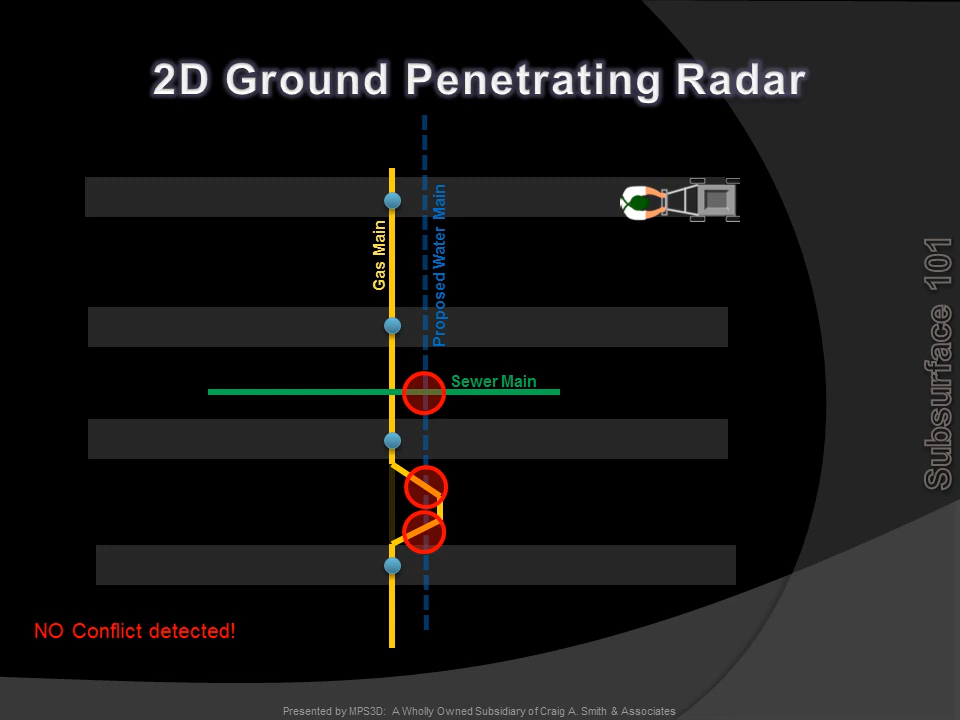 2D Ground Penetrating Radar
Gas Main
Proposed Water Main
Sewer Main
Subsurface 101
NO Conflict detected!
Presented by MPS3D: A Wholly Owned Subsidiary of Craig A. Smith & Associates